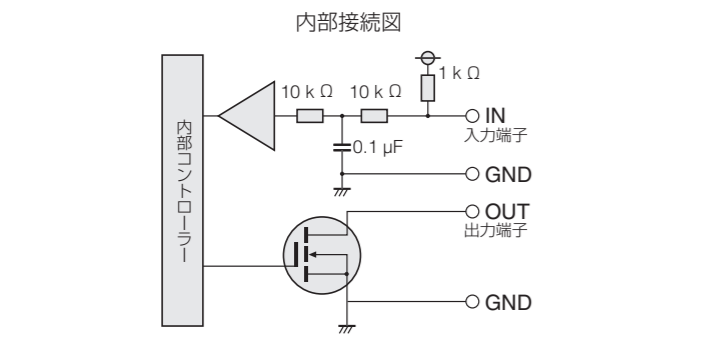 内部接続図
1 k Ω
10 k Ω
10 k Ω
IN
入力端子
0.1 μF
GND
内部コントローラー
OUT
出力端子
GND